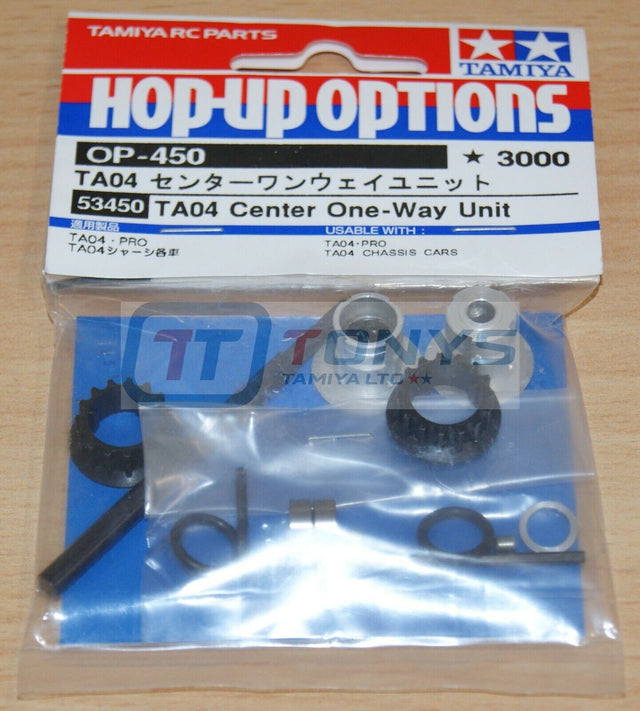 TAMIYA RC PARTS
TAMIYA
HOP-UP OPTIONS
OP-450
★ 3000
TA04 センターワンウェイユニット
53450 TA04 Center One-Way Unit
適用製品
TA04・PRO
TA04シャーシ各車
USABLE WITH :
TA04・PRO
TA04 CHASSIS CARS
TT TONYS
TAMIYA LTD ★★